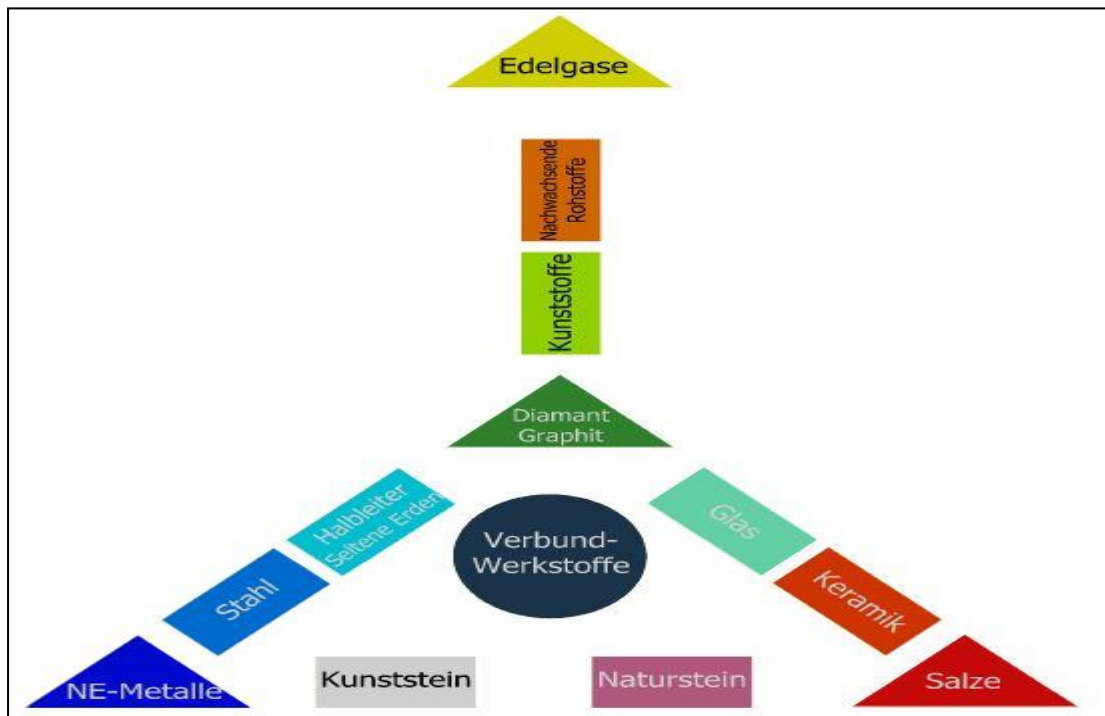 Edelgase
Nachwachsende
Rohstoffe
Kunststoffe
Diamant
Graphit
Halbleiter
Seltene Erden
Glas
Verbund-
Werkstoffe
Stahl
Keramik
NE-Metalle
Kunststein
Naturstein
Salze